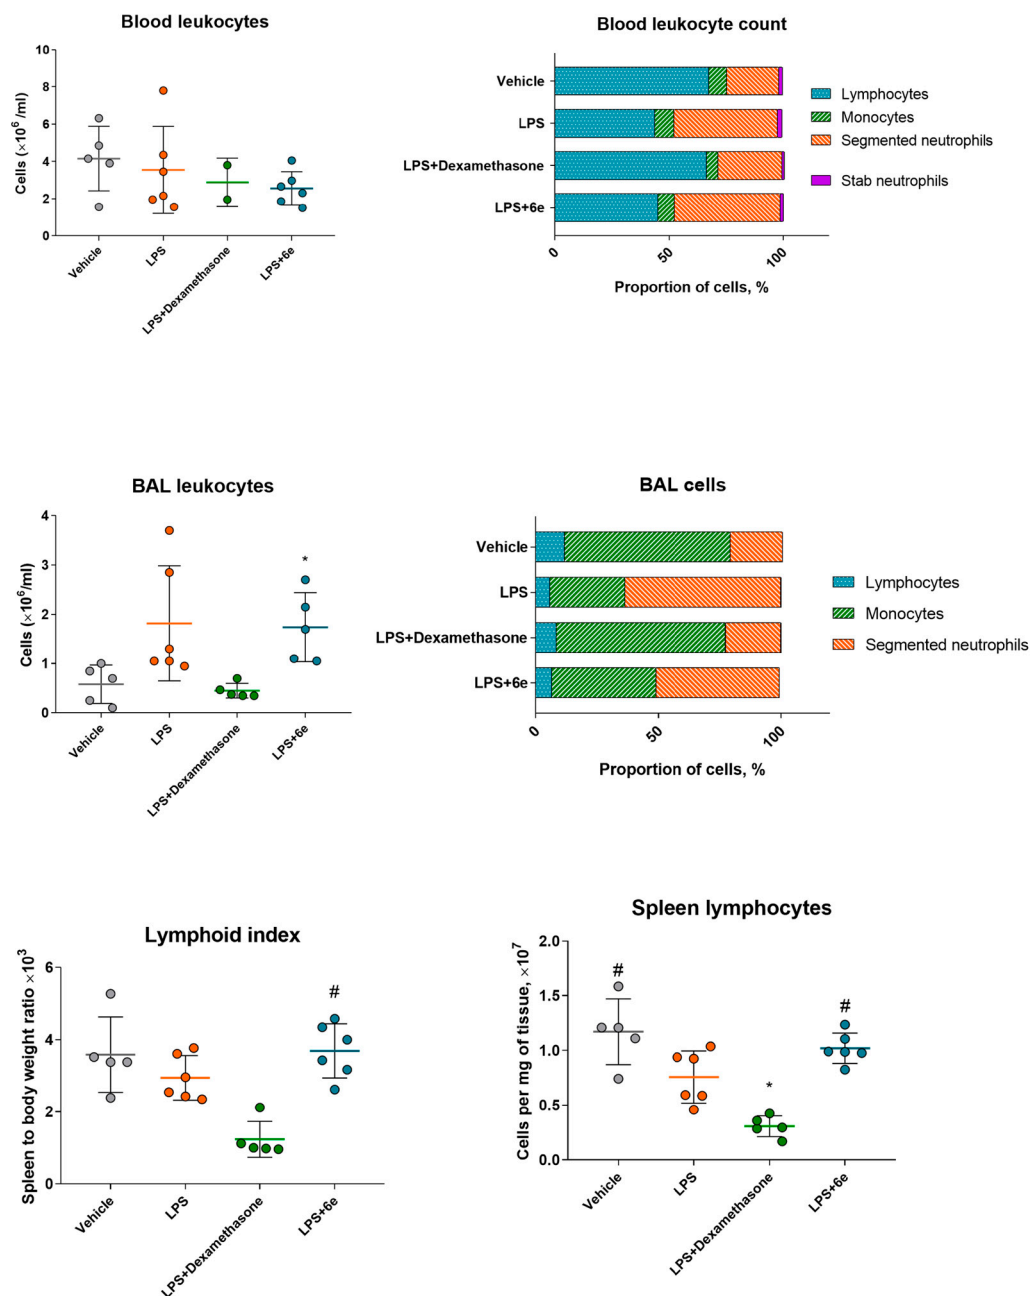 Blood leukocytes
Cells (×10⁶ /ml)
10
8
6
4
2
0
Vehicle
LPS
LPS+Dexamethasone
LPS+6e
Blood leukocyte count
Vehicle
LPS
LPS+Dexamethasone
LPS+6e
0
50
100
Proportion of cells, %
Lymphocytes
Monocytes
Segmented neutrophils
Stab neutrophils
BAL leukocytes
Cells (×10⁶/ml)
4
3
2
1
0
*
Vehicle
LPS
LPS+Dexamethasone
LPS+6e
BAL cells
Vehicle
LPS
LPS+Dexamethasone
LPS+6e
0
50
100
Proportion of cells, %
Lymphocytes
Monocytes
Segmented neutrophils
Lymphoid index
Spleen to body weight ratio ×10³
6
4
2
0
#
Vehicle
LPS
LPS+Dexamethasone
LPS+6e
Spleen lymphocytes
Cells per mg of tissue, ×10⁷
2.0
1.5
1.0
0.5
0.0
#
*
#
Vehicle
LPS
LPS+Dexamethasone
LPS+6e